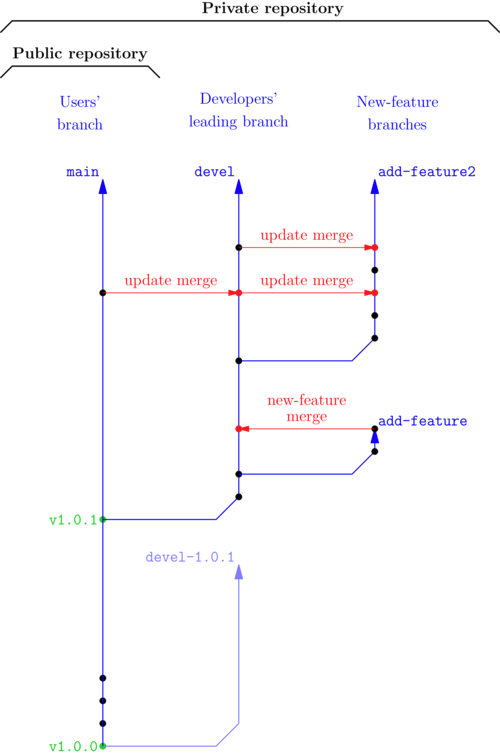 Private repository
Public repository
Users'
branch
Developers'
leading branch
New-feature
branches
main
devel
add-feature2
update merge
update merge
update merge
new-feature
merge
add-feature
v1.0.1
devel-1.0.1
v1.0.0